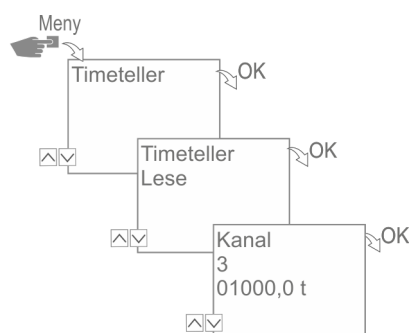 Meny
Timeteller
OK
Timeteller
Lese
OK
Kanal
3
01000,0 t
OK